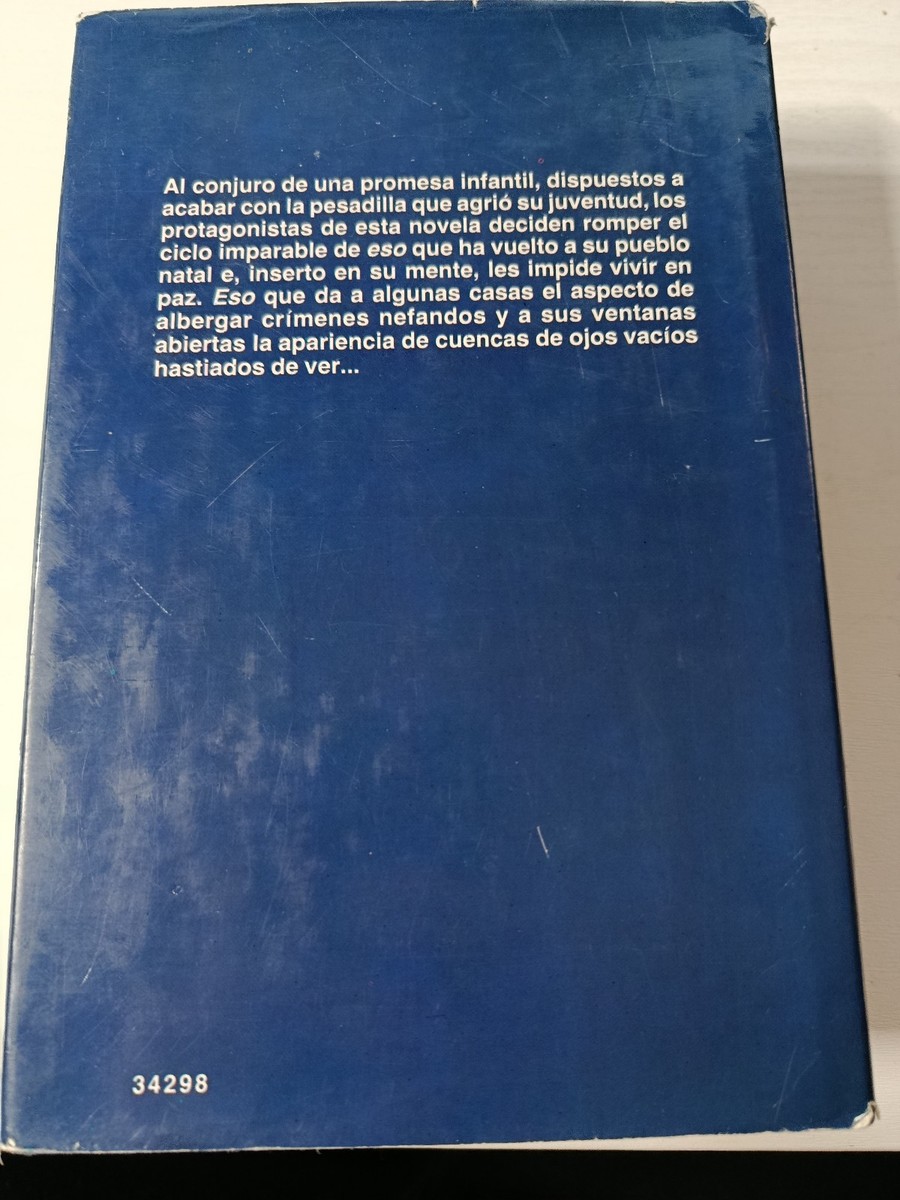 Al conjuro de una promesa infantil, dispuestos a
acabar con la pesadilla que agrió su juventud, los
protagonistas de esta novela deciden romper el
ciclo imparable de eso que ha vuelto a su pueblo
natal e, inserto en su mente, les impide vivir en
paz. Eso que da a algunas casas el aspecto de
albergar crímenes nefandos y a sus ventanas
abiertas la apariencia de cuencas de ojos vacíos
hastiados de ver...
34298